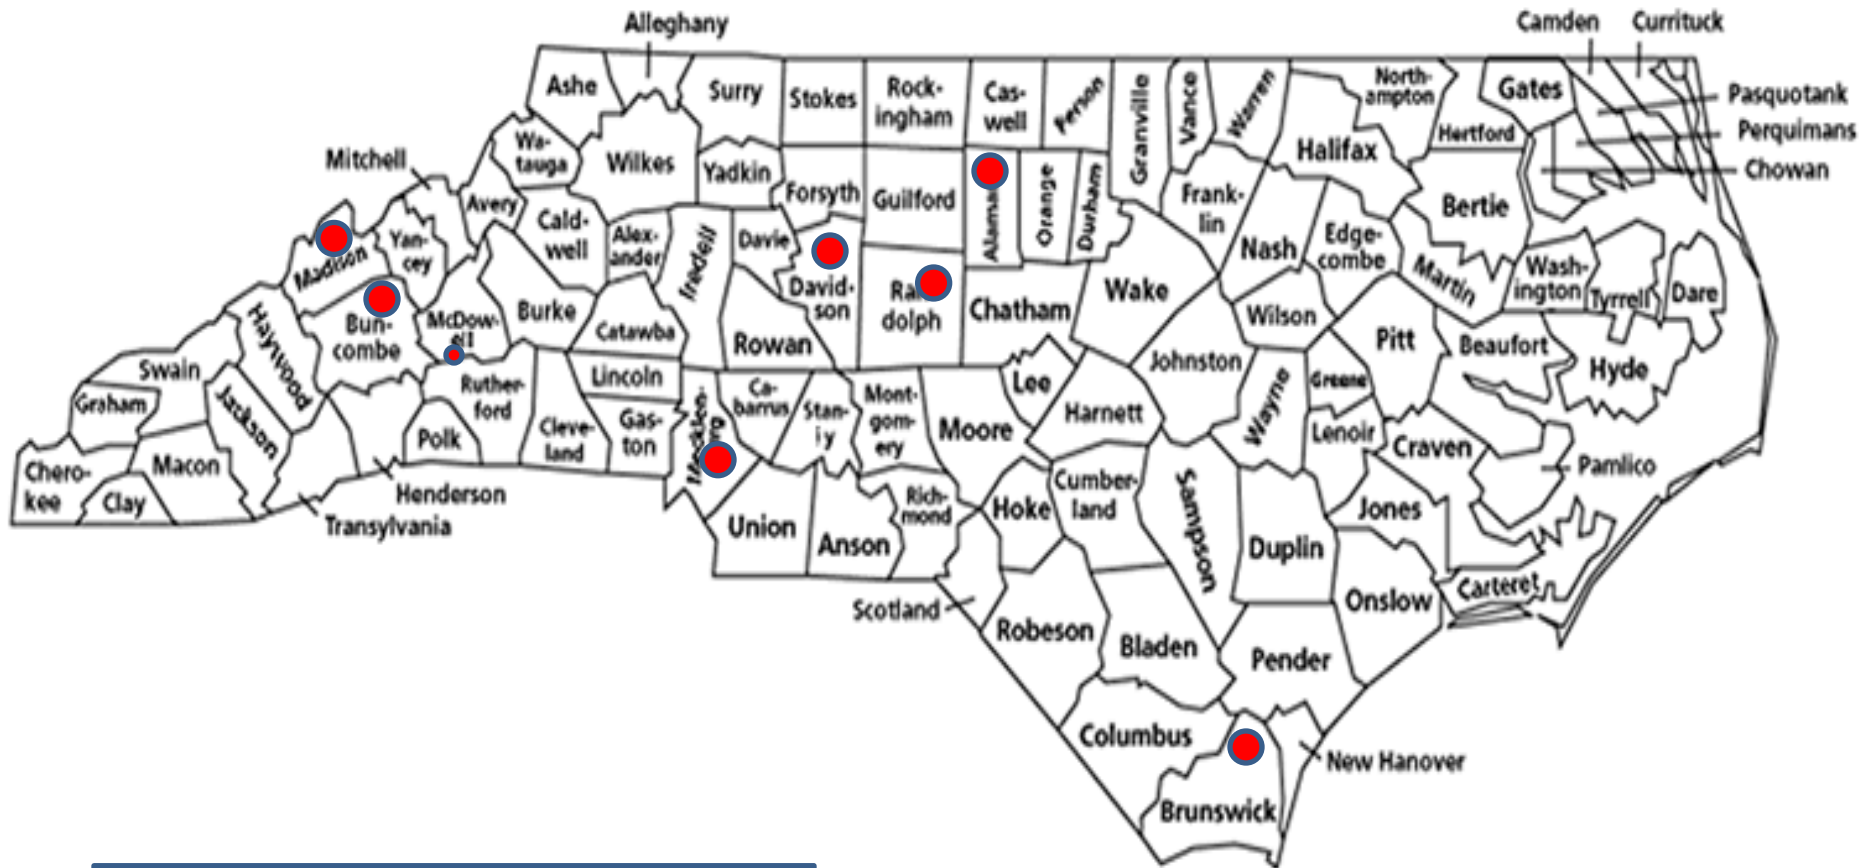 Alleghany
Camden
Currituck
Ashe
Surry
Stokes
Rock-
ingham
Cas-
well
Person
Granville
Vance
Warren
North-
ampton
Gates
Pasquotank
Hertford
Perquimans
Chowan
Mitchell
Wa-
tauga
Wilkes
Yadkin
Forsyth
Guilford
Orange
Durham
Frank-
lin
Halifax
Bertie
Avery
Cald-
well
Alex-
ander
Iredell
Davie
David-
son
dolph
Chatham
Wake
Nash
Edge-
combe
Martin
Wash-
ington
Tyrrell
Dare
Madison
Yan-
cey
Bun-
combe
McDow-
ell
Burke
Catawba
Rowan
Wilson
Pitt
Beaufort
Hyde
Haywood
Swain
Graham
Jackson
Ruther-
ford
Lincoln
Gas-
ton
Ca-
barrus
Stan-
iy
Mont-
gom-
ery
Moore
Lee
Harnett
Johnston
Wayne
Greene
Lenoir
Craven
Pamlico
Chero-
kee
Clay
Macon
Polk
Cleve-
land
Henderson
Transylvania
Union
Anson
Rich-
mond
Hoke
Cumber-
land
Sampson
Duplin
Jones
Onslow
Carteret
Scotland
Robeson
Bladen
Pender
Columbus
New Hanover
Brunswick